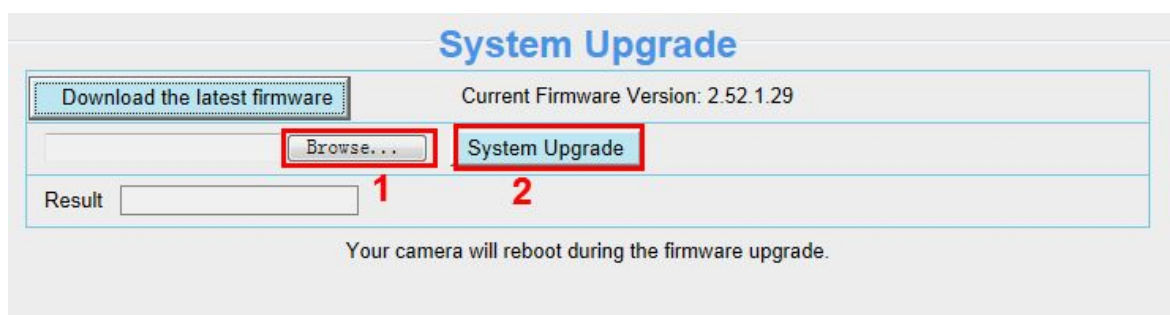 System Upgrade
Download the latest firmware
Current Firmware Version: 2.52.1.29
Browse...
System Upgrade
1
2
Result
Your camera will reboot during the firmware upgrade.